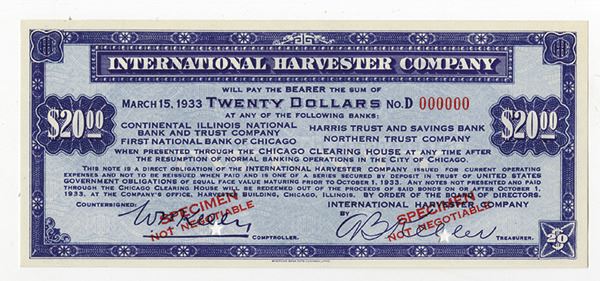 INTERNATIONAL HARVESTER COMPANY
WILL PAY THE BEARER THE SUM OF
MARCH 15, 1933 TWENTY DOLLARS NO. D 000000
AT ANY OF THE FOLLOWING BANKS:
$20.00
CONTINENTAL ILLINOIS NATIONAL BANK AND TRUST COMPANY
FIRST NATIONAL BANK OF CHICAGO
HARRIS TRUST AND SAVINGS BANK
NORTHERN TRUST COMPANY
$20.00
WHEN PRESENTED THROUGH THE CHICAGO CLEARING HOUSE AT ANY TIME AFTER
THE RESUMPTION OF NORMAL BANKING OPERATIONS IN THE CITY OF CHICAGO.
THIS NOTE IS A DIRECT OBLIGATION OF THE INTERNATIONAL HARVESTER COMPANY ISSUED FOR CURRENT OPERATING
EXPENSES AND NOT TO BE REISSUED WHEN PAID AND IS ONE OF A SERIES SECURED BY DEPOSIT IN TRUST OF UNITED STATES
GOVERNMENT OBLIGATIONS OF EQUAL PAR VALUE MATURING PRIOR TO OCTOBER 1, 1933. ANY NOTES NOT PRESENTED AND PAID
THROUGH THE CHICAGO CLEARING HOUSE WILL BE REDEEMED OUT OF THE PROCEEDS OF SAID BONDS ON OR AFTER OCTOBER 1,
1933, AT THE COMPANY'S OFFICE, HARVESTER BUILDING, CHICAGO, ILLINOIS. BY ORDER OF THE BOARD OF DIRECTORS.
COUNTERSIGNED:
INTERNATIONAL HARVESTER COMPANY
BY
SPECIMEN
NOT NEGOTIABLE
SPECIMEN
NOT NEGOTIABLE
COMPTROLLER.
TREASURER.
20